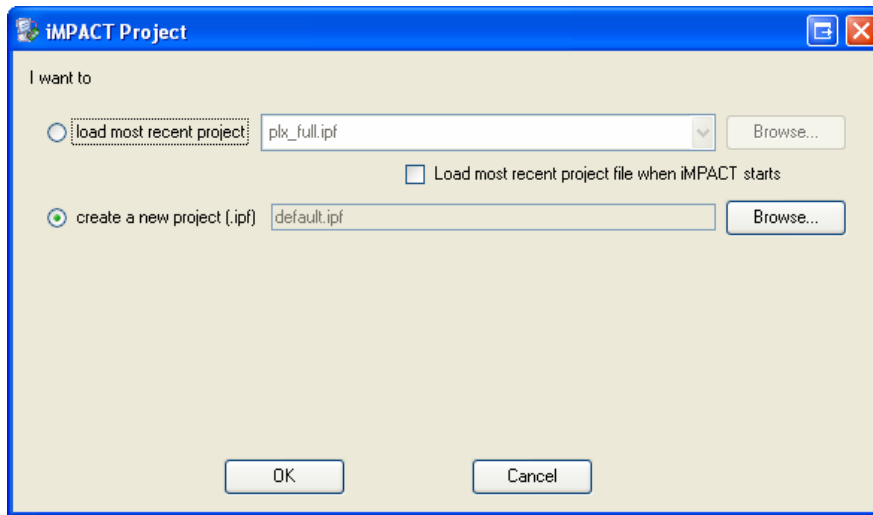 iMPACT Project
I want to
load most recent project plx_full.ipf Browse...
Load most recent project file when iMPACT starts
create a new project (.ipf) default.ipf Browse...
OK Cancel